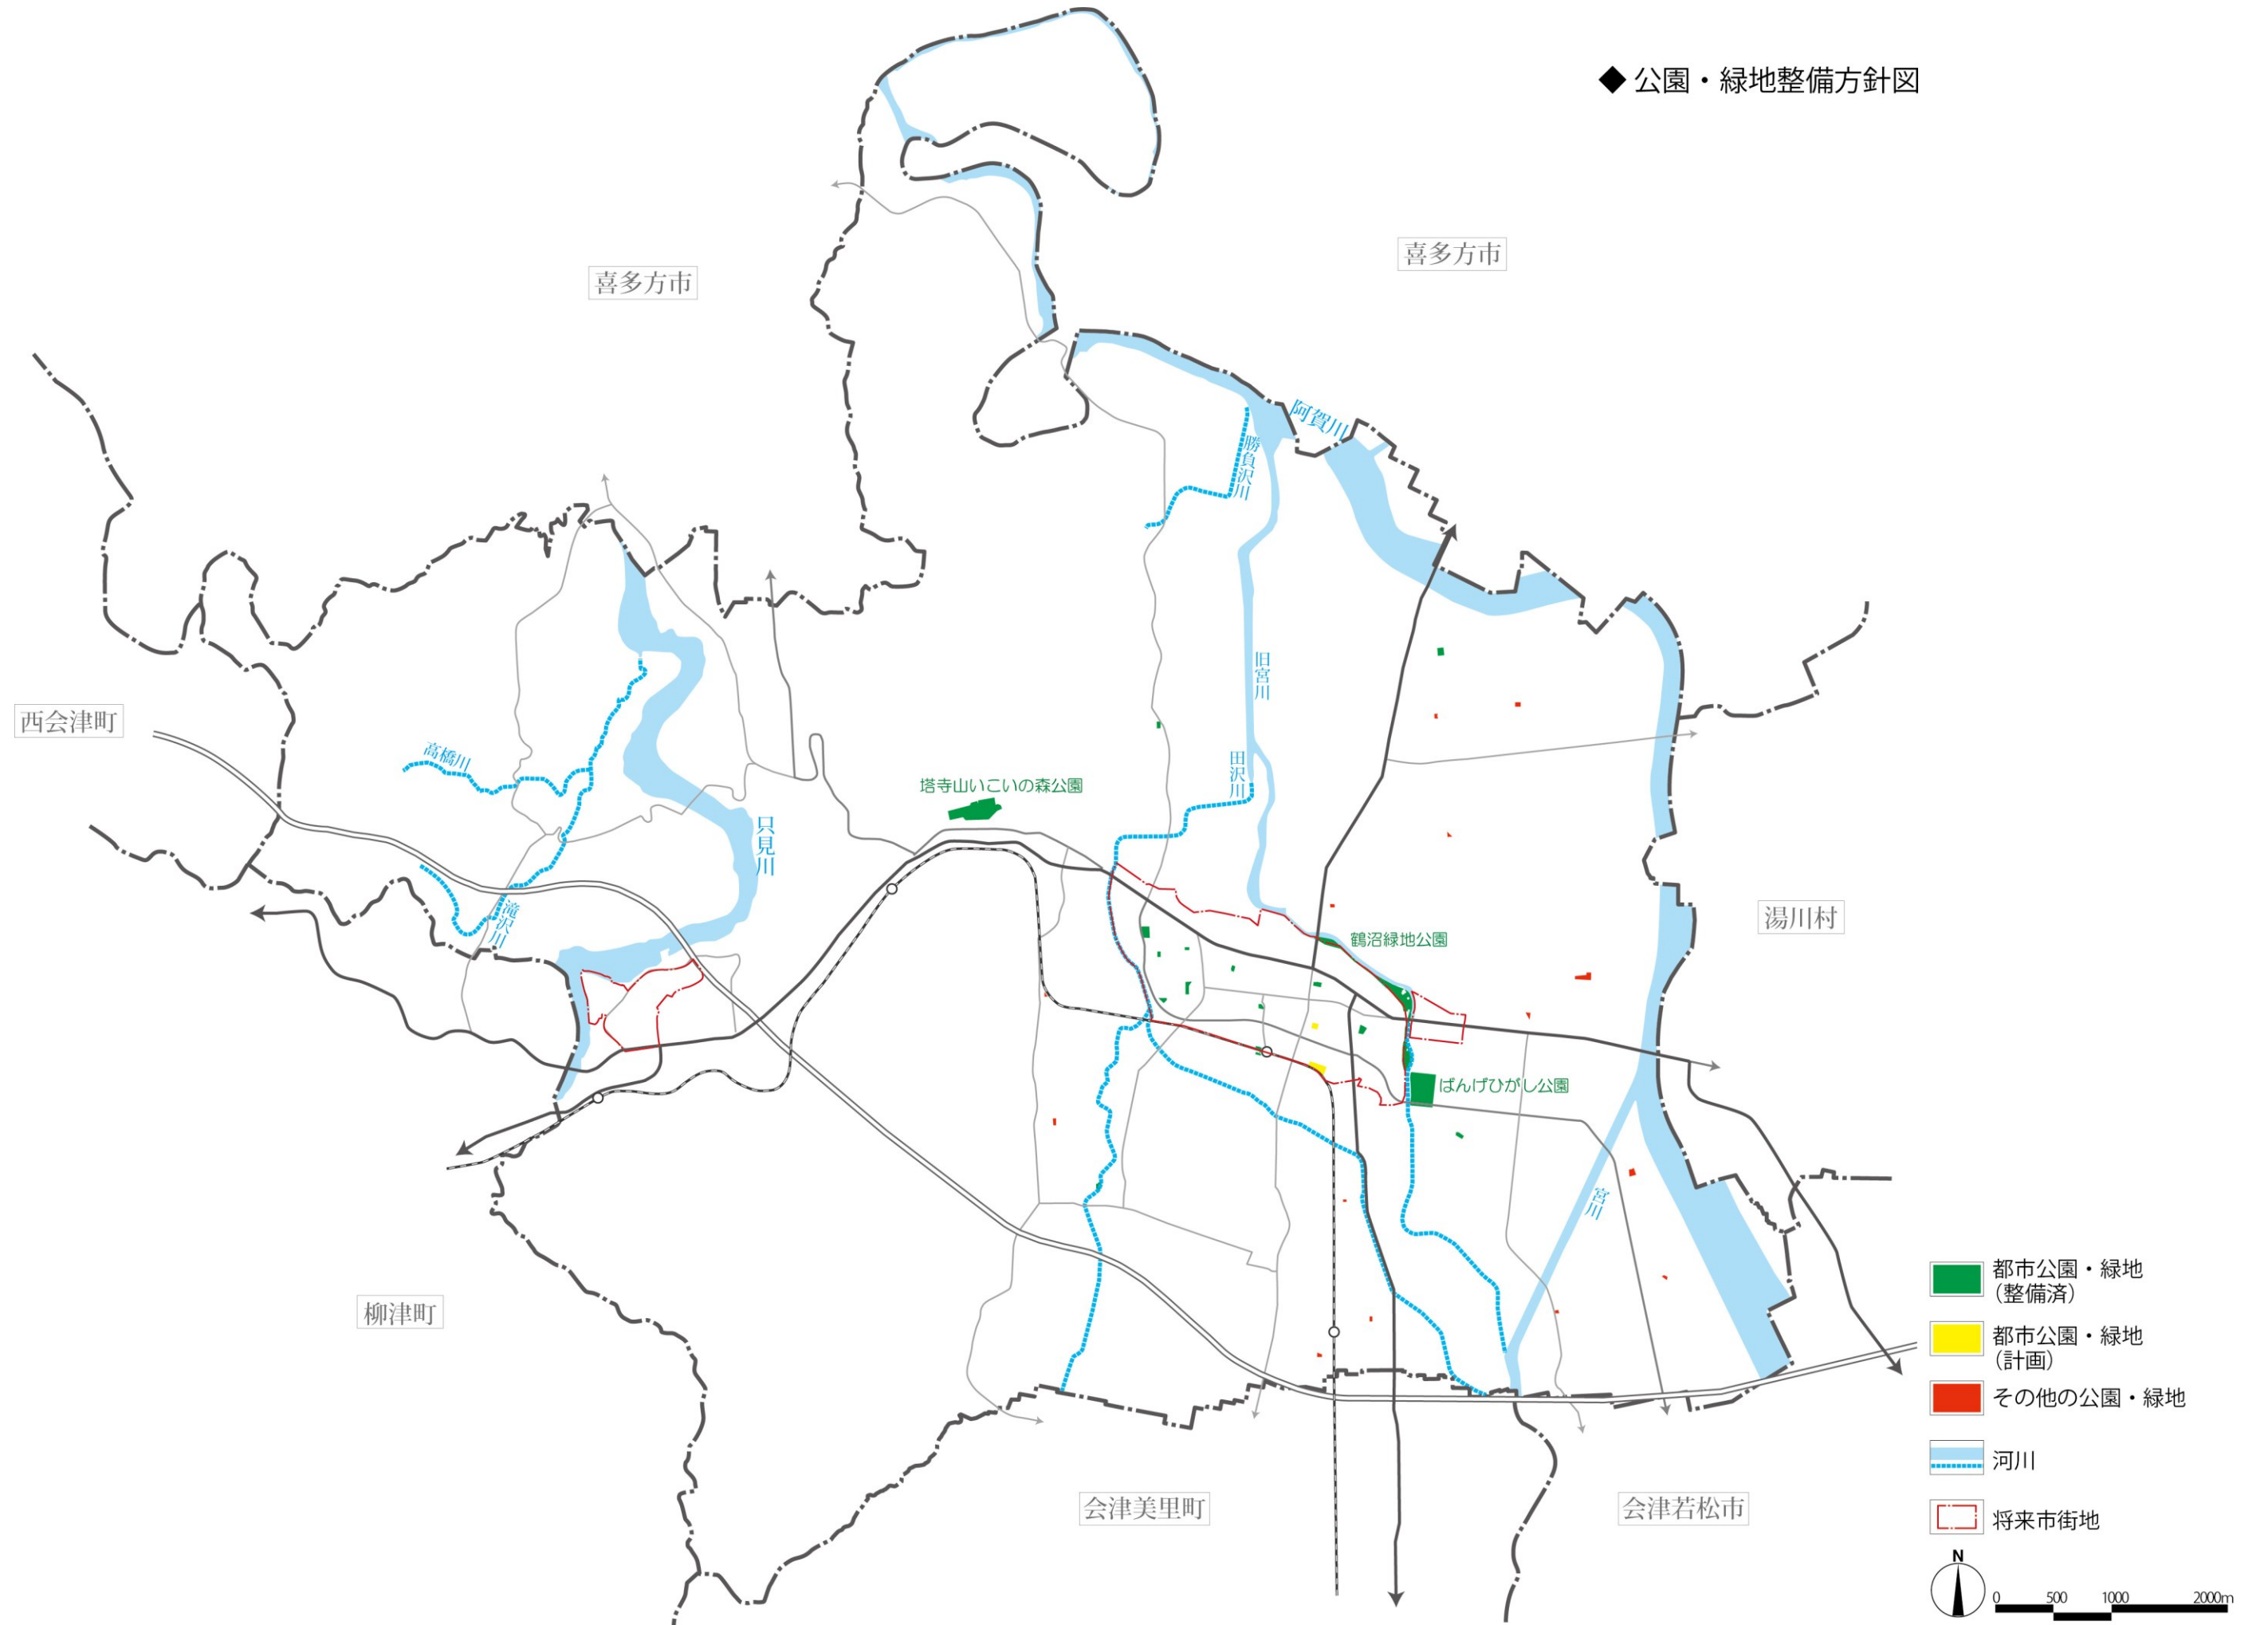 ◆ 公園・緑地整備方針図
喜多方市
喜多方市
阿賀川
勝負沢川
旧宮川
西会津町
高橋川
田沢川
塔寺山いこいの森公園
只見川
滝沢川
湯川村
鶴沼緑地公園
ばんげひがし公園
宮川
柳津町
会津美里町
会津若松市
都市公園・緑地
（整備済）
都市公園・緑地
（計画）
その他の公園・緑地
河川
将来市街地
N
0 500 1000 2000m